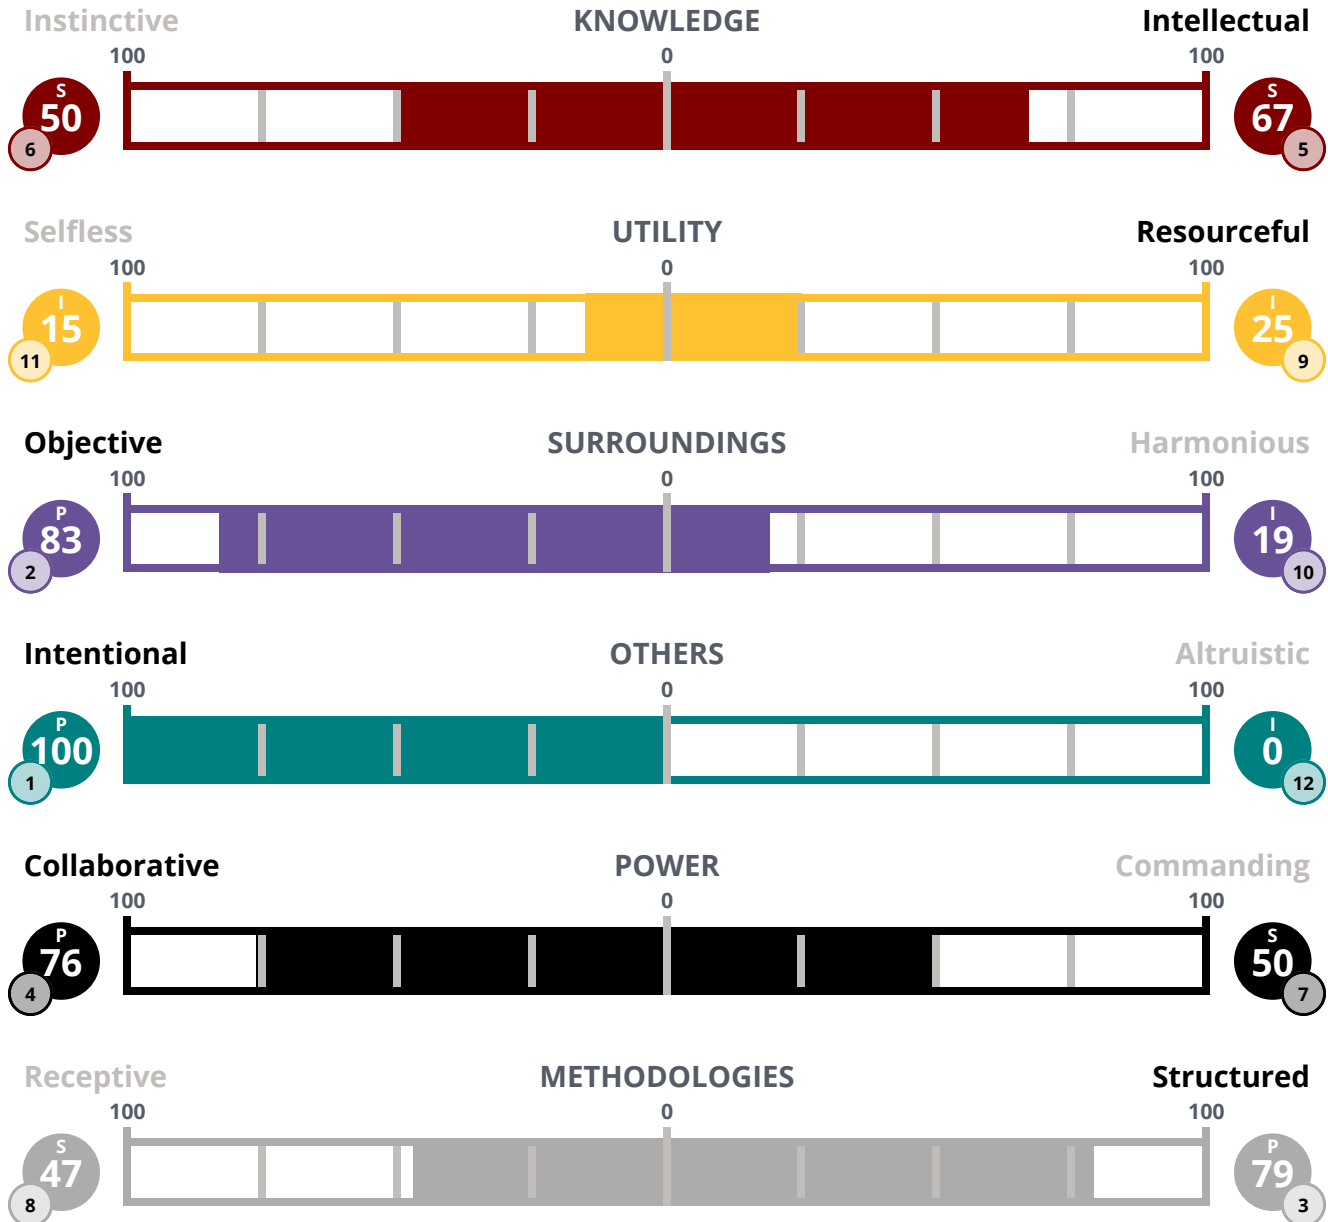 Instinctive KNOWLEDGE Intellectual
100 0 100
S S
50 67
6 5
Selfless UTILITY Resourceful
100 0 100
I I
15 25
11 9
Objective SURROUNDINGS Harmonious
100 0 100
P I
83 19
2 10
Intentional OTHERS Altruistic
100 0 100
P I
100 0
1 12
Collaborative POWER Commanding
100 0 100
P S
76 50
4 7
Receptive METHODOLOGIES Structured
100 0 100
S P
47 79
8 3